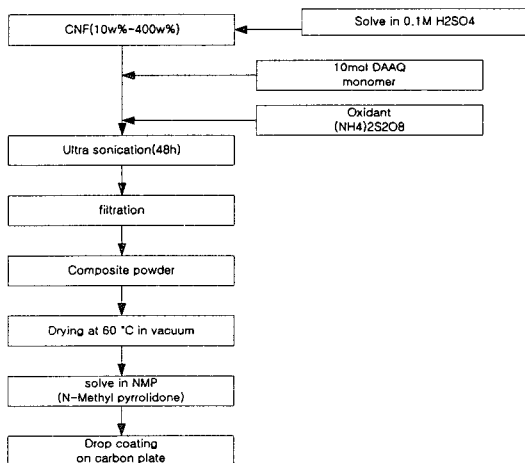 CNF(10w%-400w%)
Solve in 0.1M H2SO4
10mol DAAQ
monomer
Oxidant
(NH4)2S2O8
Ultra sonication(48h)
filtration
Composite powder
Drying at 60 °C in vacuum
solve in NMP
(N-Methyl pyrrolidone)
Drop coating
on carbon plate